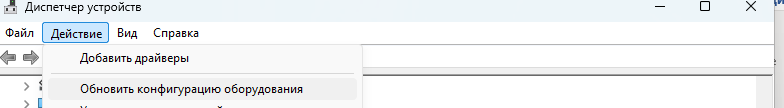 Диспетчер устройств
Файл Действие Вид Справка
Добавить драйверы
Обновить конфигурацию оборудования